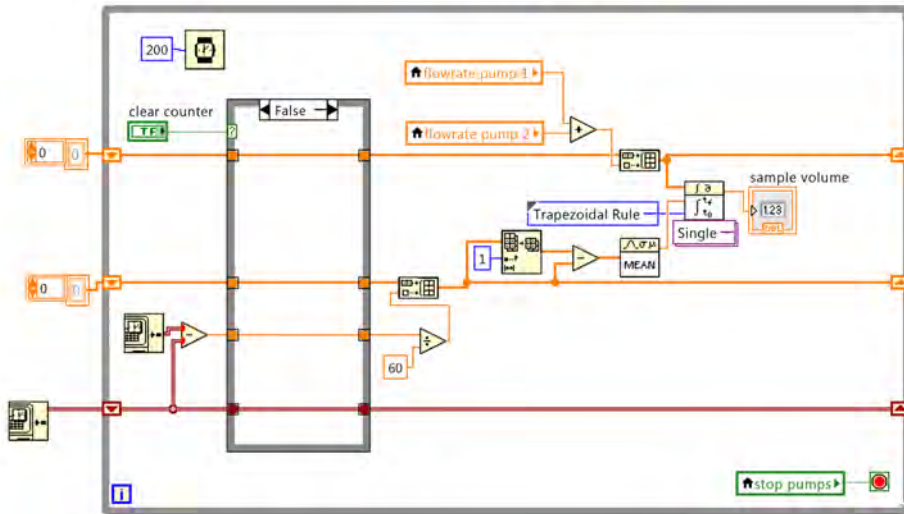 200
flowrate pump 1
clear counter
False
TF
?
flowrate pump 2
0
0
sample volume
Trapezoidal Rule
1.23
Single
1
MEAN
0
0
60
i
stop pumps